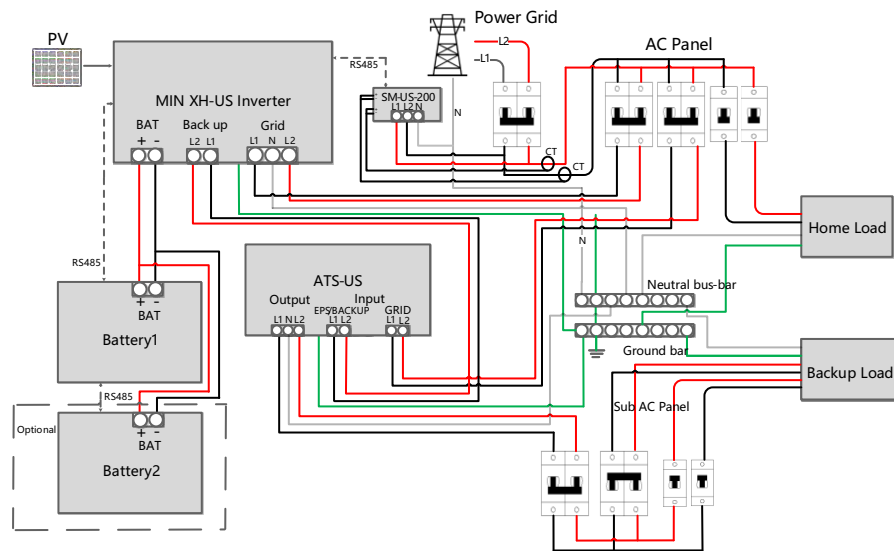 Power Grid
PV
L2
AC Panel
L1
RS485
MIN XH-US Inverter
SM-US-200
L1 L2 N
N
BAT
Back up
Grid
+ -
L2 L1
L1 N L2
CT
CT
Home Load
N
RS485
ATS-US
Neutral bus-bar
Output
Input
EPS/BACKUP
GRID
L1 N L2
L1 L2
L1 L2
+ -
BAT
Battery1
Ground bar
Backup Load
RS485
Sub AC Panel
Optional
+ -
BAT
Battery2